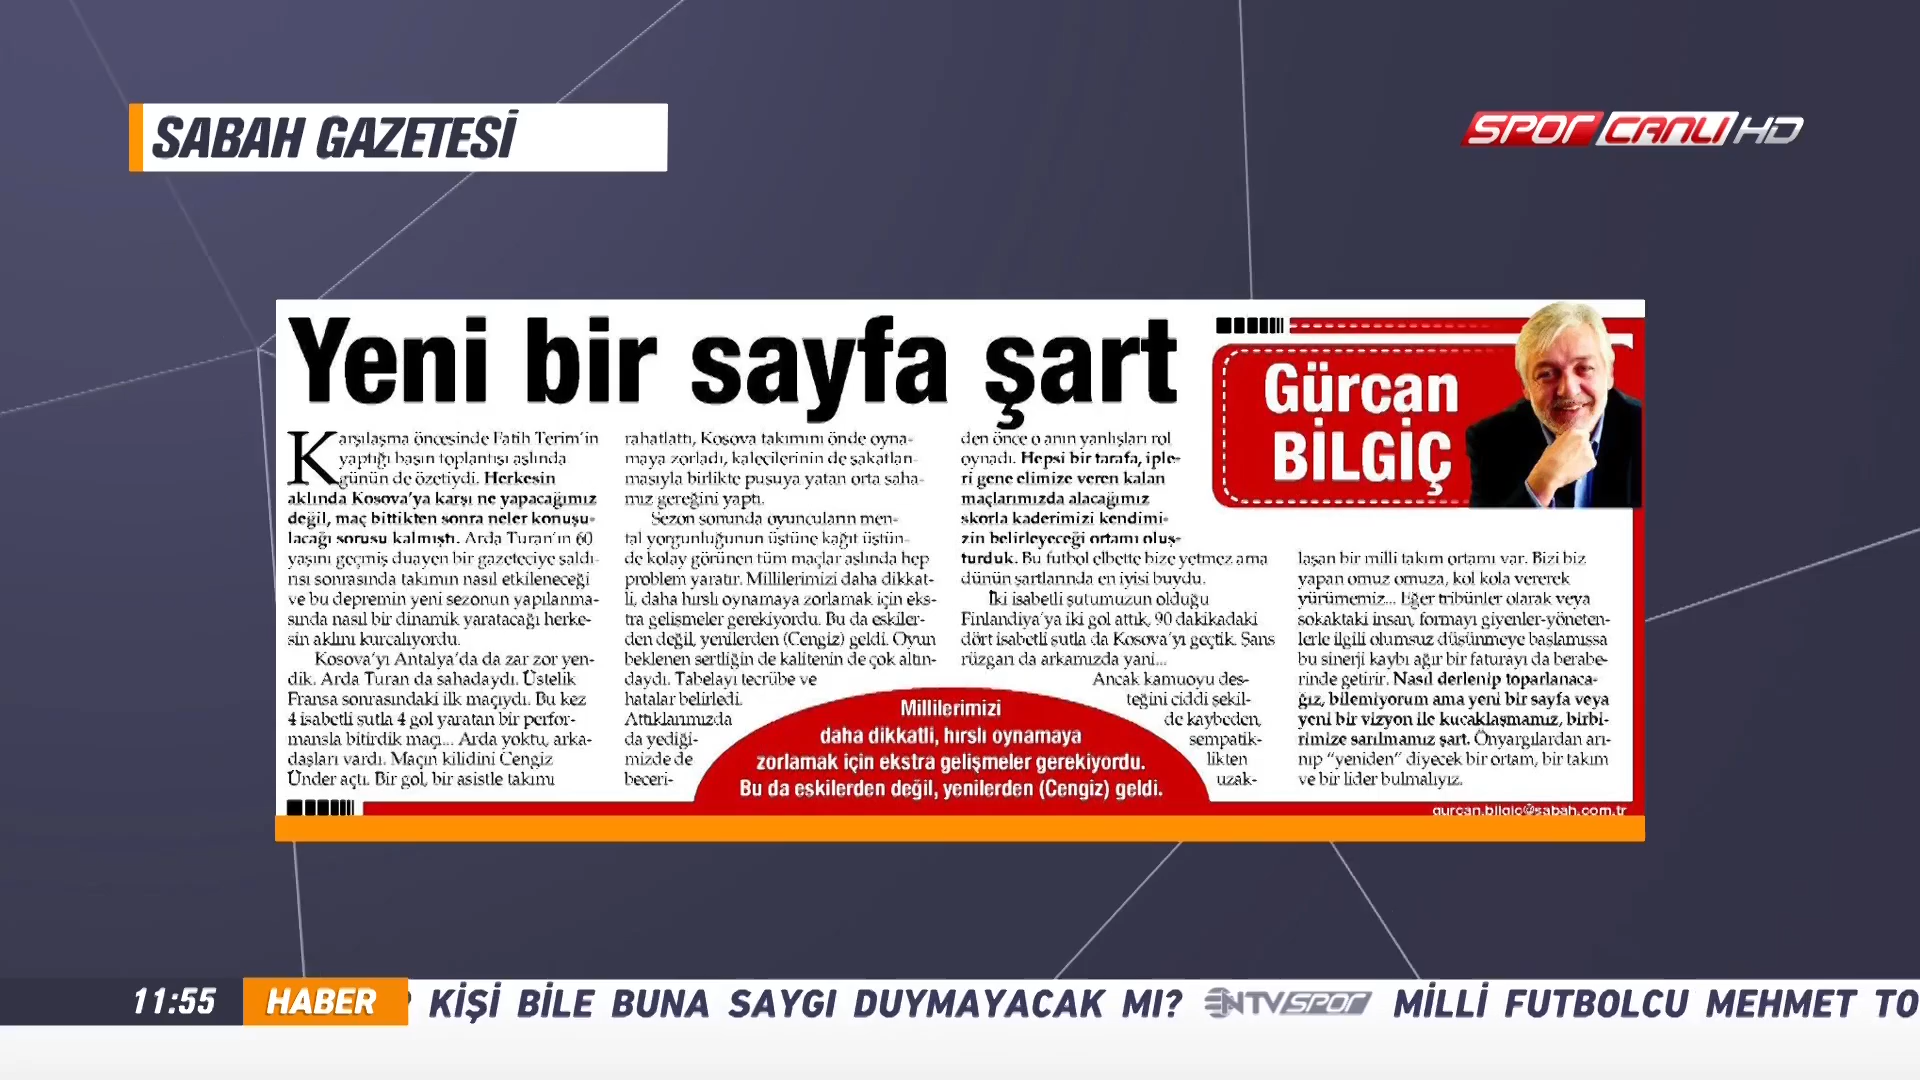 SABAH GAZETESİ
SPOR CANLI HD
Yeni bir sayfa şart
Gürcan
BİLGİÇ
Karşılaşma öncesinde Fatih Terim'in
yaptığı basın toplantısı aslında
günün de özetiydi. Herkesin
aklında Kosova'ya karşı ne yapacağımız
değil, maç bittikten sonra neler konuşu-
lacağı sorusu kalmıştı. Arda Turan'ın 60
yaşını geçmiş duayen bir gazeteciye saldı-
rısı sonrasında takımın nasıl etkileneceği
ve bu depremin yeni sezonun yapılanma-
sında nasıl bir dinamik yaratacağı herke-
sin aklını kurcalıyordu.
Kosova'yı Antalya'da da zar zor yen-
dik. Arda Turan da sahadaydı. Üstelik
Fransa sonrasındaki ilk maçıydı. Bu kez
4 isabetli şutla 4 gol yaratan bir perfor-
mansla bitirdik maçı... Arda yoktu, arka-
daşları vardı. Maçın kilidini Cengiz
Ünder açtı. Bir gol, bir asistle takımı
rahatlattı, Kosova takımını önde oyna-
maya zorladı, kalecilerinin de sakatlan-
masıyla birlikte pusuya yatan orta saha-
mız gereğini yaptı.
Sezon sonunda oyuncuların men-
tal yorgunluğunun üstüne kağıt üstün-
de kolay görünen tüm maçlar aslında hep
problem yaratır. Millilerimizi daha dikkat-
li, daha hırslı oynamaya zorlamak için eks-
tra gelişmeler gerekiyordu. Bu da eskiler-
den değil, yenilerden (Cengiz) geldi. Oyun
beklenen sertliğin de kalitenin de çok altın-
daydı. Tabelayı tecrübe ve
hatalar belirledi.
Attıklarımızda
da yediği-
mizde de
beceri-
den önce o anın yanlışları rol
oynadı. Hepsi bir tarafa, iple-
ri gene elimize veren kalan
maçlarımızda alacağımız
skorla kaderimizi kendimi-
zin belirleyeceği ortamı oluş-
turduk. Bu futbol elbette bize yetmez ama
dünün şartlarında en iyisi buydu.
İki isabetli şutumuzun olduğu
Finlandiya'ya iki gol attık, 90 dakikadaki
dört isabetli şutla da Kosova'yı geçtik. Şans
rüzgarı da arkamızda yani...
Ancak kamuoyu des-
teğini ciddi şekil-
de kaybeden,
sempatik-
likten
uzak-
laşan bir milli takım ortamı var. Bizi biz
yapan omuz omuza, kol kola vererek
yürümemiz... Eğer tribünler olarak veya
sokaktaki insan, formayı giyenler-yöneten-
lerle ilgili olumsuz düşünmeye başlamışsa
bu sinerji kaybı ağır bir faturayı da berabe-
rinde getirir. Nasıl derlenip toparlanaca-
ğız, bilemiyorum ama yeni bir sayfa veya
yeni bir vizyon ile kucaklaşmamız, birbi-
rimize sarılmamız şart. Önyargılardan arı-
nıp "yeniden" diyecek bir ortam, bir takım
ve bir lider bulmalıyız.
Millilerimizi
daha dikkatli, hırslı oynamaya
zorlamak için ekstra gelişmeler gerekiyordu.
Bu da eskilerden değil, yenilerden (Cengiz) geldi.
gurcan.bilgic@sabah.com.tr
11:55 HABER ? KİŞİ BİLE BUNA SAYGI DUYMAYACAK MI? NTVSPOR MİLLİ FUTBOLCU MEHMET TO